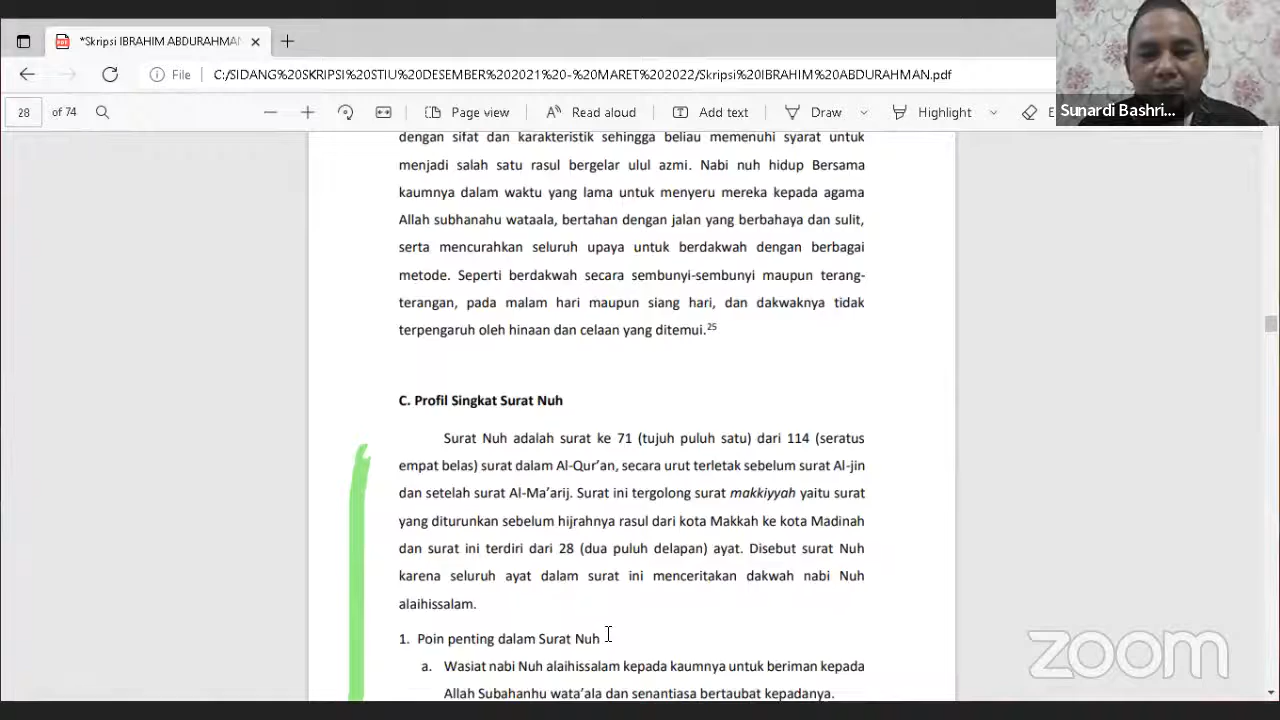 *Skripsi IBRAHIM ABDURAHMAN
File C:/SIDANG%20SKRIPSI%20STIU%20DESEMBER%202021%20-%20MARET%202022/Skripsi%20IBRAHIM%20ABDURAHMAN.pdf
Sunardi Bashri...
28 of 74 Page view Read aloud Add text Draw Highlight
dengan sifat dan karakteristik sehingga beliau memenuhi syarat untuk
menjadi salah satu rasul bergelar ulul azmi. Nabi nuh hidup Bersama
kaumnya dalam waktu yang lama untuk menyeru mereka kepada agama
Allah subhanahu wataala, bertahan dengan jalan yang berbahaya dan sulit,
serta mencurahkan seluruh upaya untuk berdakwah dengan berbagai
metode. Seperti berdakwah secara sembunyi-sembunyi maupun terang-
terangan, pada malam hari maupun siang hari, dan dakwaknya tidak
terpengaruh oleh hinaan dan celaan yang ditemui.25
C. Profil Singkat Surat Nuh
Surat Nuh adalah surat ke 71 (tujuh puluh satu) dari 114 (seratus
empat belas) surat dalam Al-Qur’an, secara urut terletak sebelum surat Al-jin
dan setelah surat Al-Ma’arij. Surat ini tergolong surat makkiyyah yaitu surat
yang diturunkan sebelum hijrahnya rasul dari kota Makkah ke kota Madinah
dan surat ini terdiri dari 28 (dua puluh delapan) ayat. Disebut surat Nuh
karena seluruh ayat dalam surat ini menceritakan dakwah nabi Nuh
alaihissalam.
1. Poin penting dalam Surat Nuh
a. Wasiat nabi Nuh alaihissalam kepada kaumnya untuk beriman kepada
Allah Subahanhu wata’ala dan senantiasa bertaubat kepadanya.
zoom